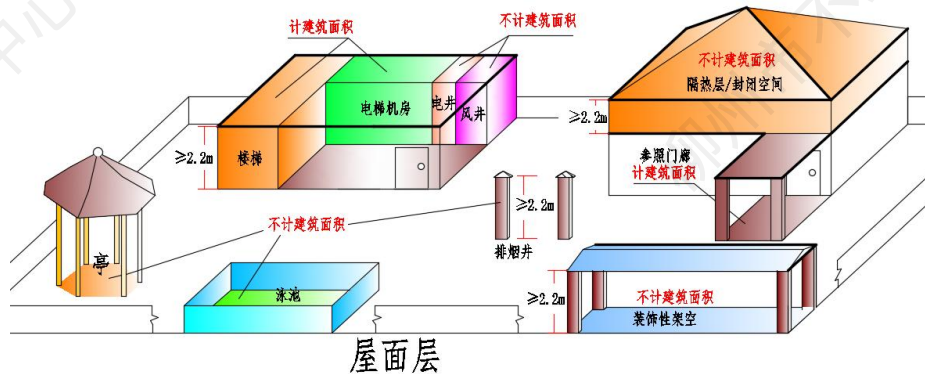 计建筑面积
不计建筑面积
不计建筑面积
隔热层/封闭空间
电梯机房
电井
风井
≥2.2m
≥2.2m
楼梯
参照门廊
计建筑面积
≥2.2m
不计建筑面积
排烟井
亭
泳池
≥2.2m
不计建筑面积
装饰性架空
屋面层